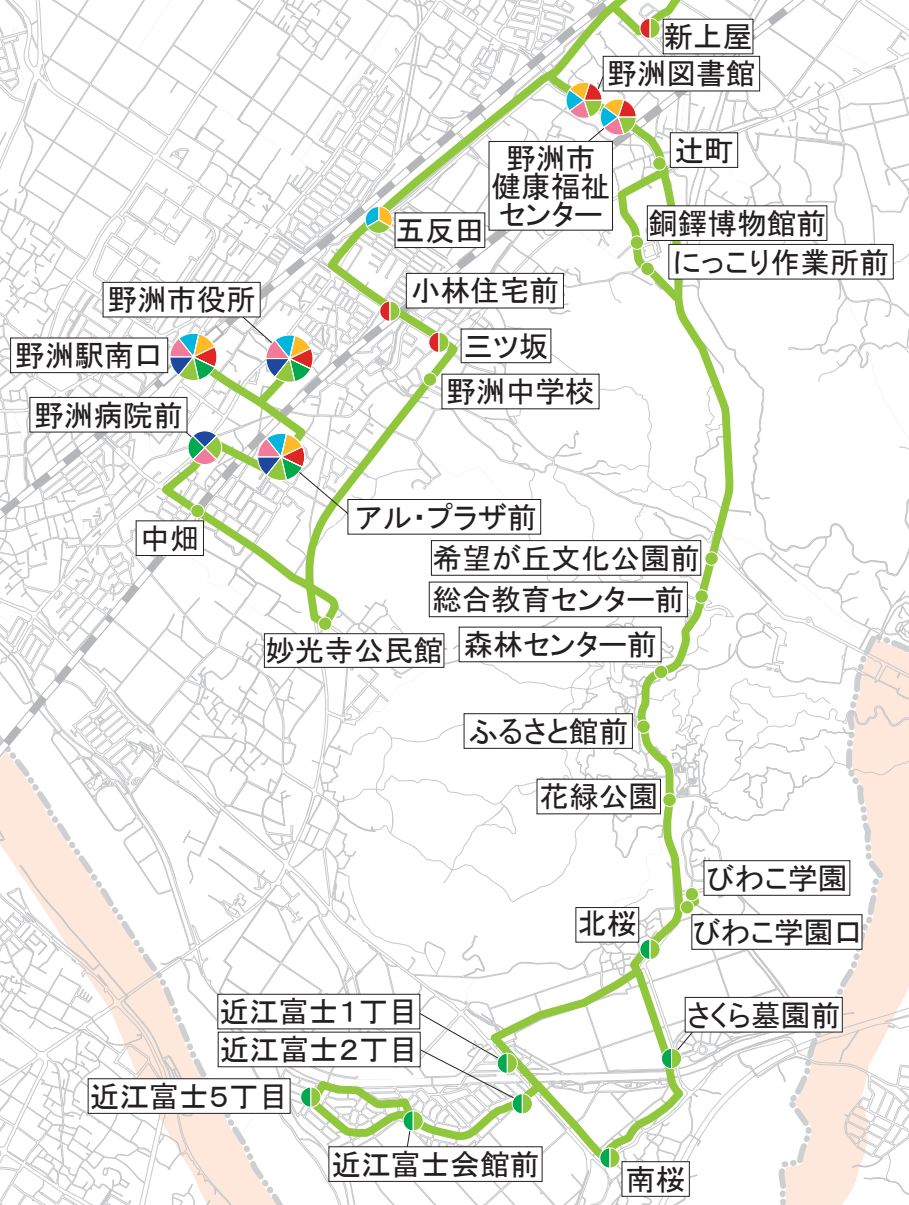 新上屋
野洲図書館
野洲市
健康福祉
センター
辻町
五反田
銅鐸博物館前
にっこり作業所前
小林住宅前
野洲市役所
野洲駅南口
三ツ坂
野洲中学校
野洲病院前
アル・プラザ前
中畑
希望が丘文化公園前
総合教育センター前
妙光寺公民館
森林センター前
ふるさと館前
花緑公園
びわこ学園
北桜
びわこ学園口
近江富士1丁目
さくら墓園前
近江富士2丁目
近江富士5丁目
近江富士会館前
南桜